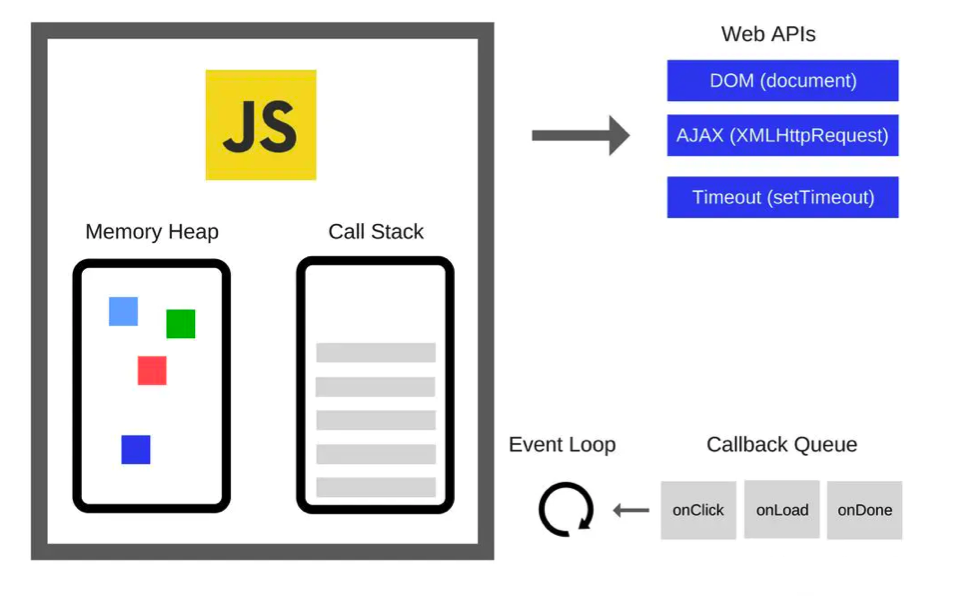 JS
Memory Heap
Call Stack
Web APIs
DOM (document)
AJAX (XMLHttpRequest)
Timeout (setTimeout)
Event Loop
Callback Queue
onClick
onLoad
onDone